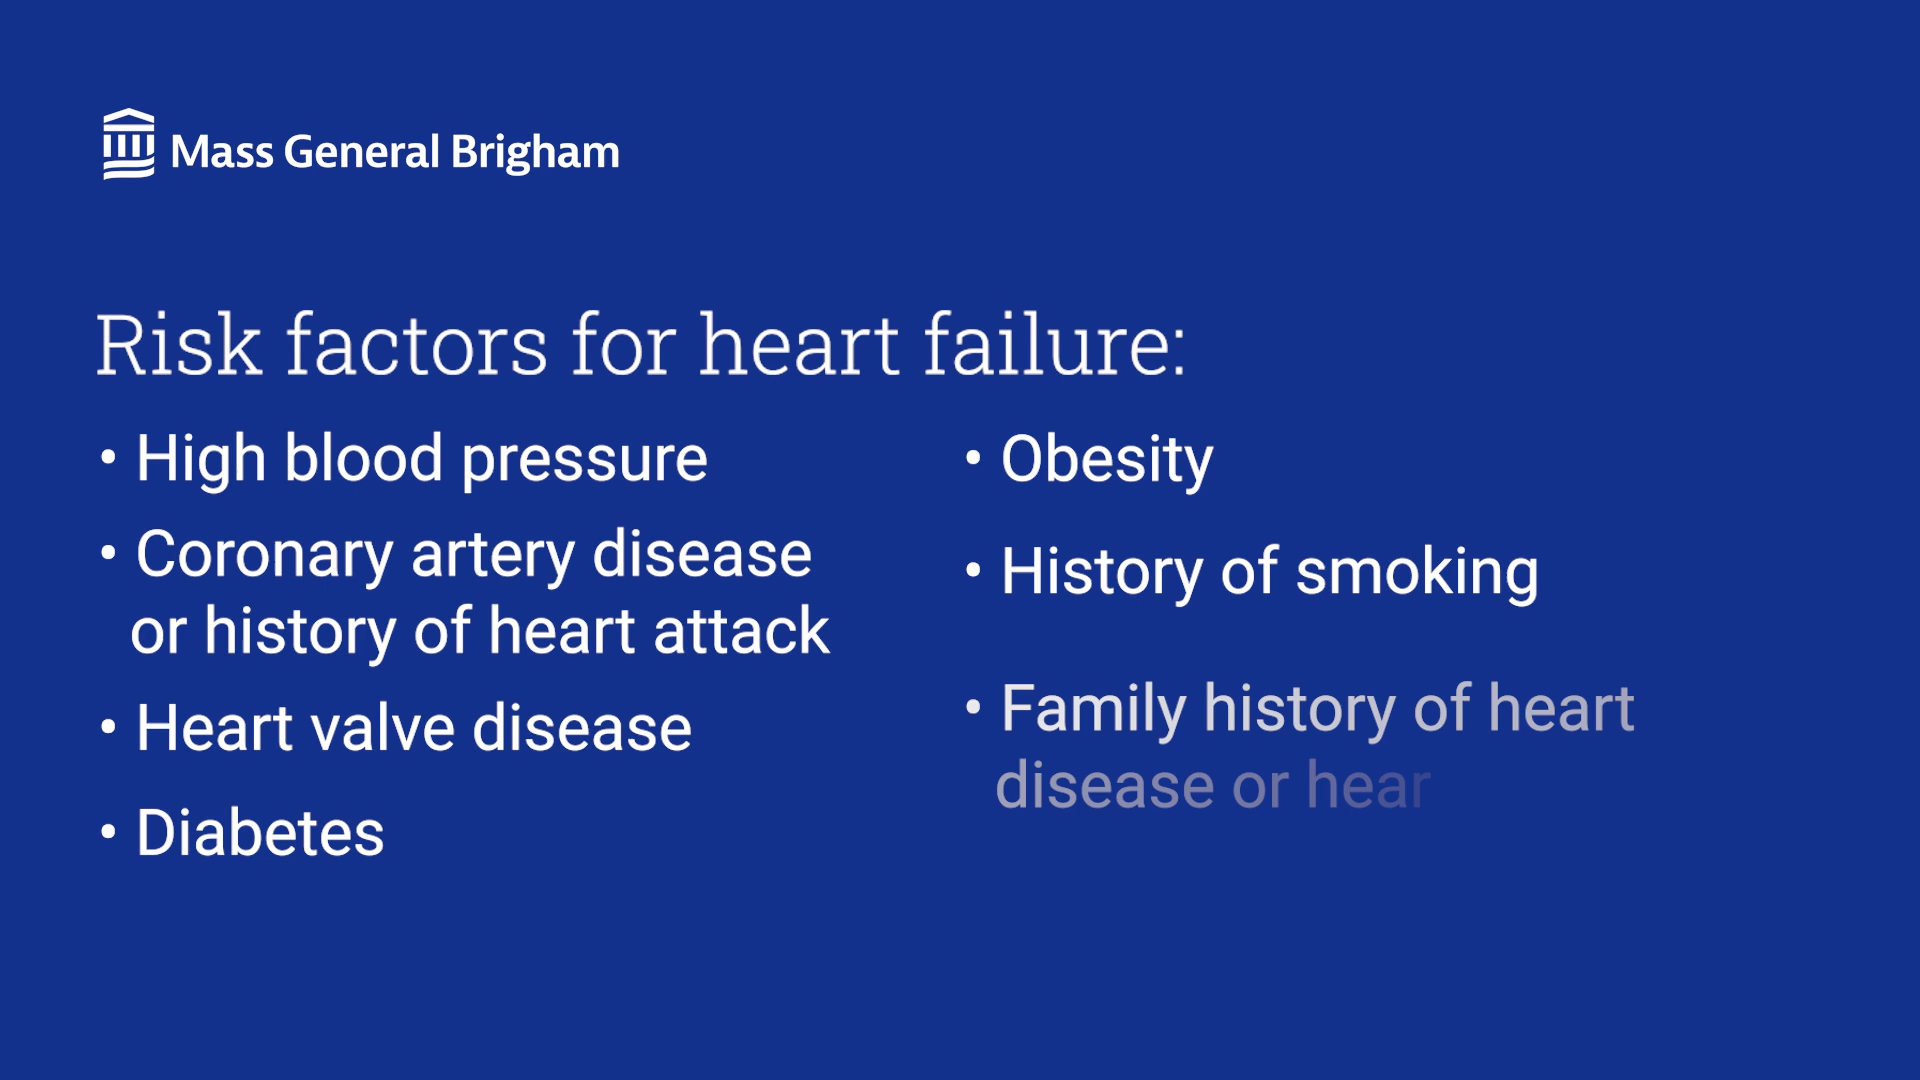 Mass General Brigham
Risk factors for heart failure:
• High blood pressure
• Coronary artery disease
or history of heart attack
• Heart valve disease
• Diabetes
• Obesity
• History of smoking
• Family history of heart
disease or hear